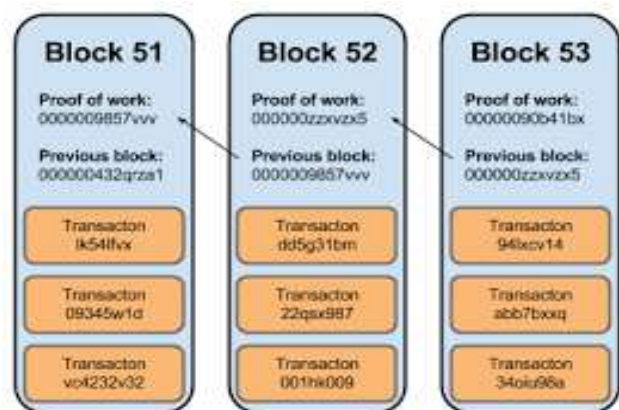 Block 51
Proof of work:
0000009857vvv
Previous block:
000000432qrza1
Transacton
lk54lfvx
Transacton
09345w1d
Transacton
vc4232v32
Block 52
Proof of work:
000000zzxvzx5
Previous block:
0000009857vvv
Transacton
dd5g31bm
Transacton
22qsx987
Transacton
001hk009
Block 53
Proof of work:
00000090b41bx
Previous block:
000000zzxvzx5
Transacton
94lxcv14
Transacton
abb7bxxq
Transacton
34oiu98a